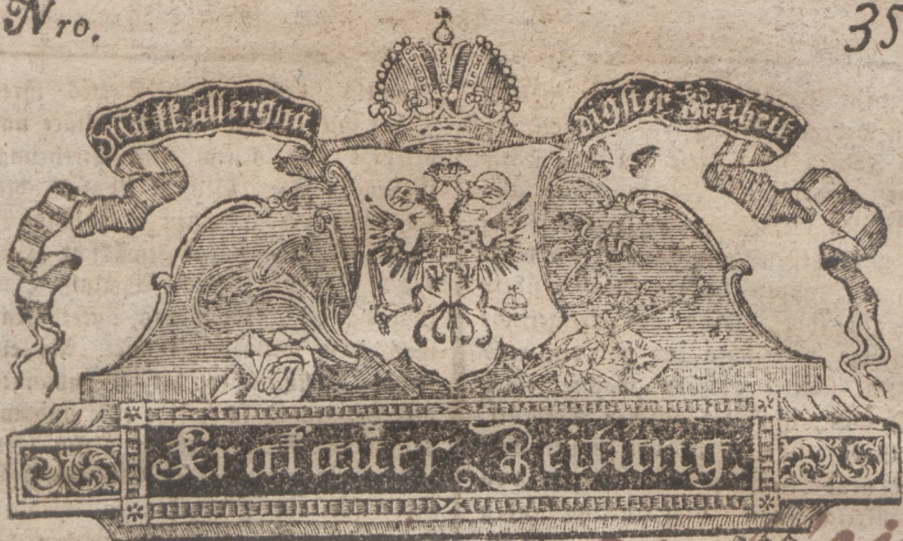 Nro. 35
Mit kk allergnä
digster Freiheit
Krakauer Zeitung.